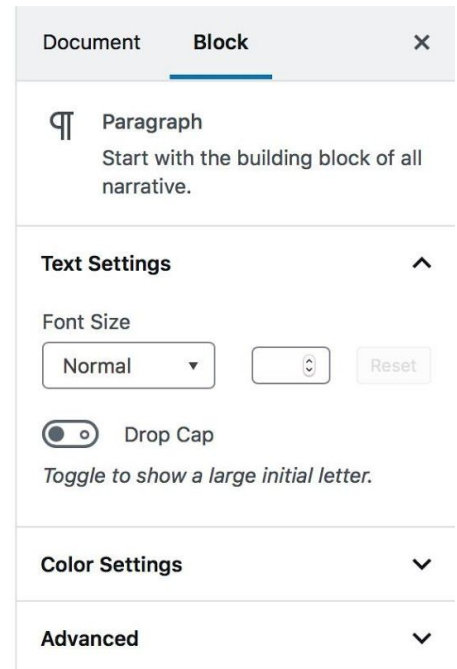 Document Block ×
¶ Paragraph
Start with the building block of all
narrative.
Text Settings
Font Size
Normal Reset
Drop Cap
Toggle to show a large initial letter.
Color Settings
Advanced